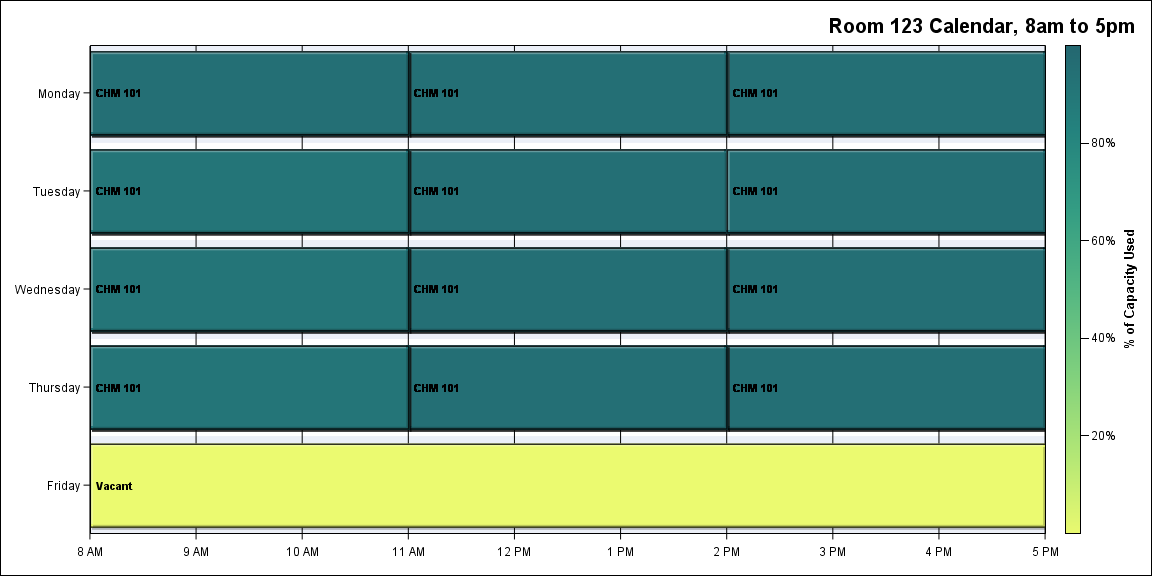 Room 123 Calendar, 8am to 5pm
Monday
CHM 101
CHM 101
CHM 101
Tuesday
CHM 101
CHM 101
CHM 101
Wednesday
CHM 101
CHM 101
CHM 101
Thursday
CHM 101
CHM 101
CHM 101
Friday
Vacant
8 AM
9 AM
10 AM
11 AM
12 PM
1 PM
2 PM
3 PM
4 PM
5 PM
80%
60%
40%
20%
% of Capacity Used